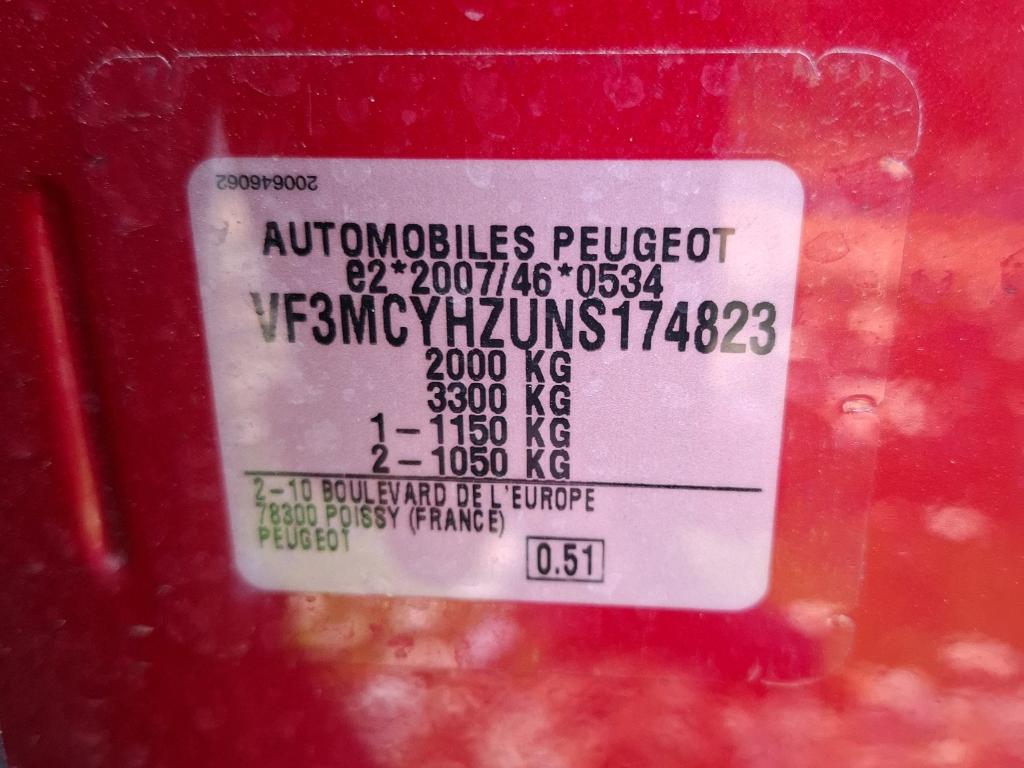 200646062
AUTOMOBILES PEUGEOT
e2*2007/46*0534
VF3MCYHZUNS174823
2000 KG
3300 KG
1-1150 KG
2-1050 KG
2-10 BOULEVARD DE L'EUROPE
78300 POISSY (FRANCE)
PEUGEOT
0.51